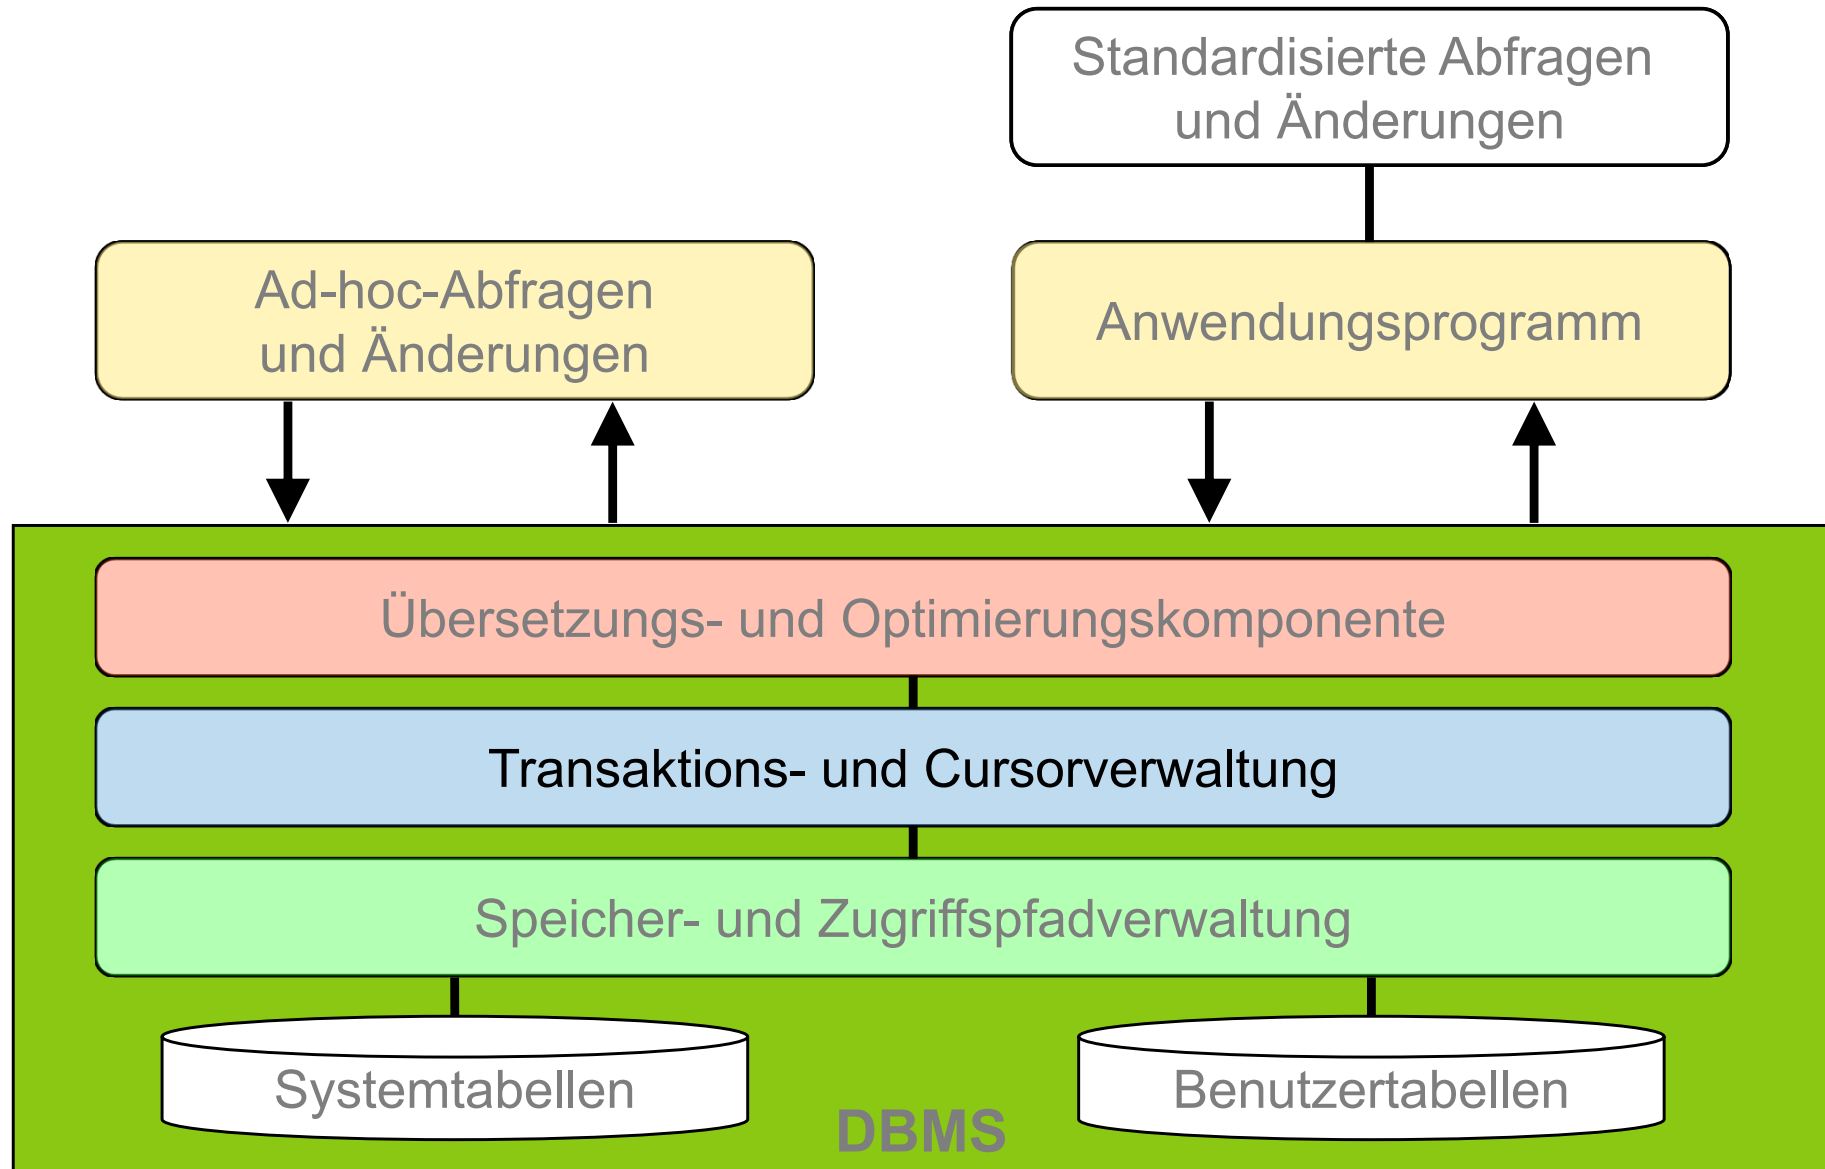 Standardisierte Abfragen
und Änderungen
Ad-hoc-Abfragen
und Änderungen
Anwendungsprogramm
Übersetzungs- und Optimierungskomponente
Transaktions- und Cursorverwaltung
Speicher- und Zugriffspfadverwaltung
Systemtabellen
Benutzertabellen
DBMS